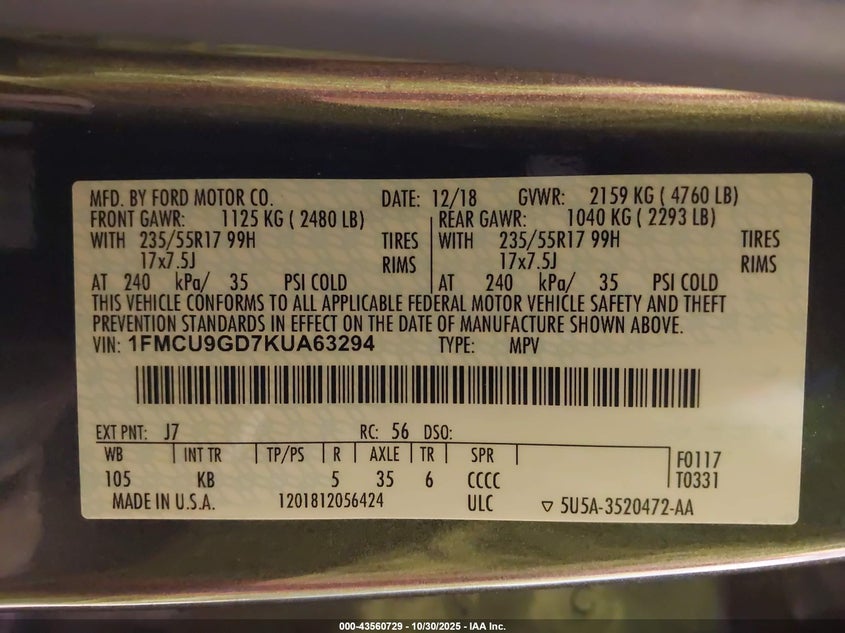 MFD. BY FORD MOTOR CO. DATE: 12/18 GVWR: 2159 KG ( 4760 LB)
FRONT GAWR: 1125 KG ( 2480 LB) REAR GAWR: 1040 KG ( 2293 LB)
WITH 235/55R17 99H TIRES WITH 235/55R17 99H TIRES
17x7.5J RIMS 17x7.5J RIMS
AT 240 kPa/ 35 PSI COLD AT 240 kPa/ 35 PSI COLD
THIS VEHICLE CONFORMS TO ALL APPLICABLE FEDERAL MOTOR VEHICLE SAFETY AND THEFT
PREVENTION STANDARDS IN EFFECT ON THE DATE OF MANUFACTURE SHOWN ABOVE.
VIN: 1FMCU9GD7KUA63294 TYPE: MPV
EXT PNT: J7 RC: 56 DSO:
WB INT TR TP/PS R AXLE TR SPR F0117
105 KB 5 35 6 CCCC T0331
MADE IN U.S.A. 1201812056424 ULC ▽ 5U5A-3520472-AA
000-43560729 - 10/30/2025 - IAA Inc.